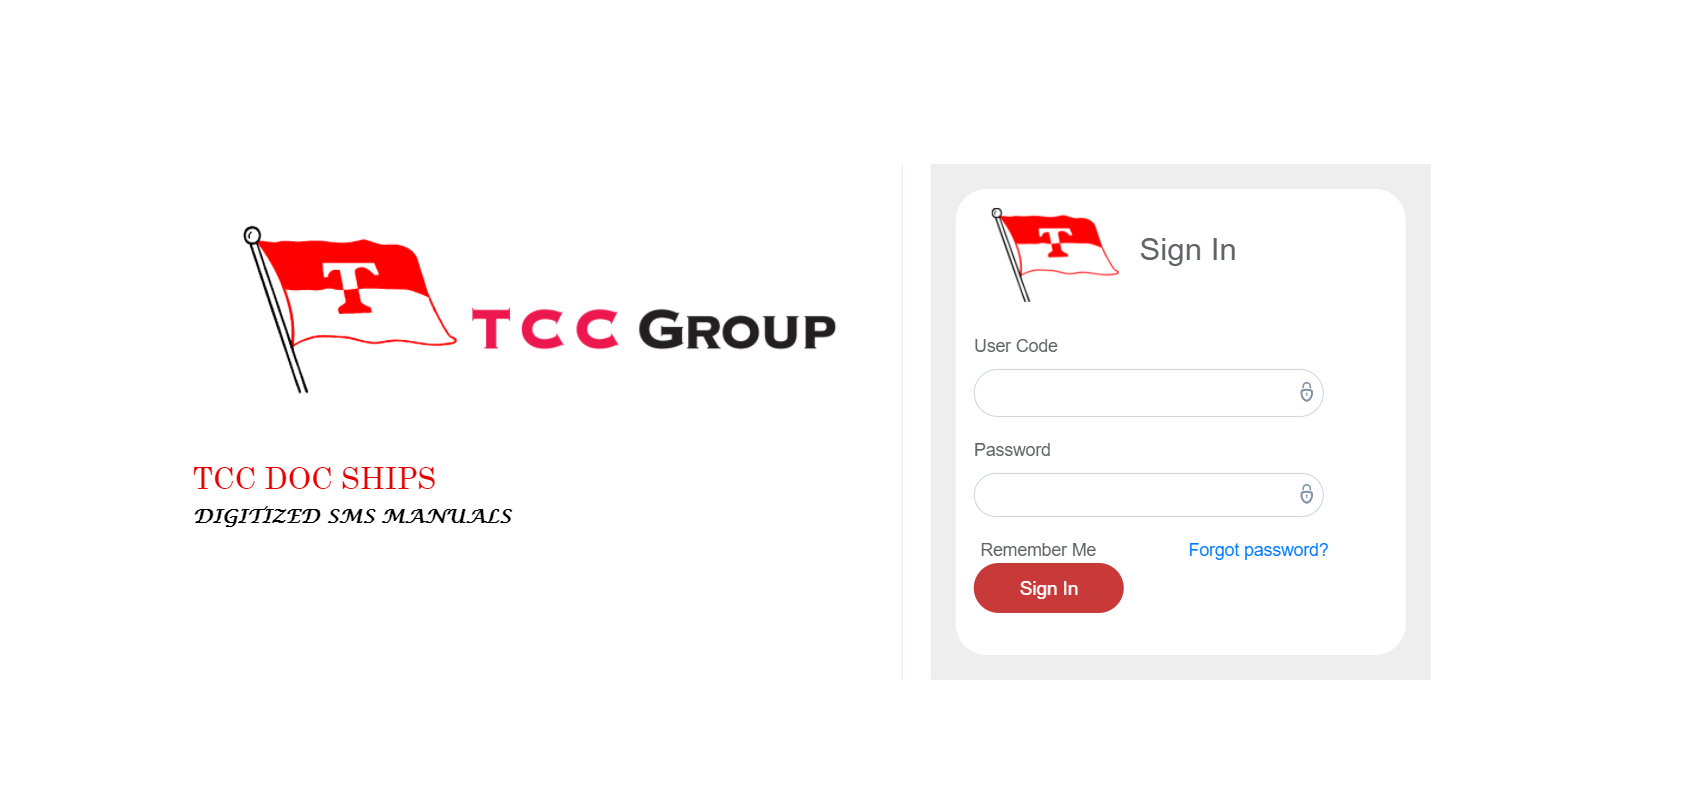 T
TCC GROUP
TCC DOC SHIPS
DIGITIZED SMS MANUALS
T
Sign In
User Code
Password
Remember Me
Forgot password?
Sign In